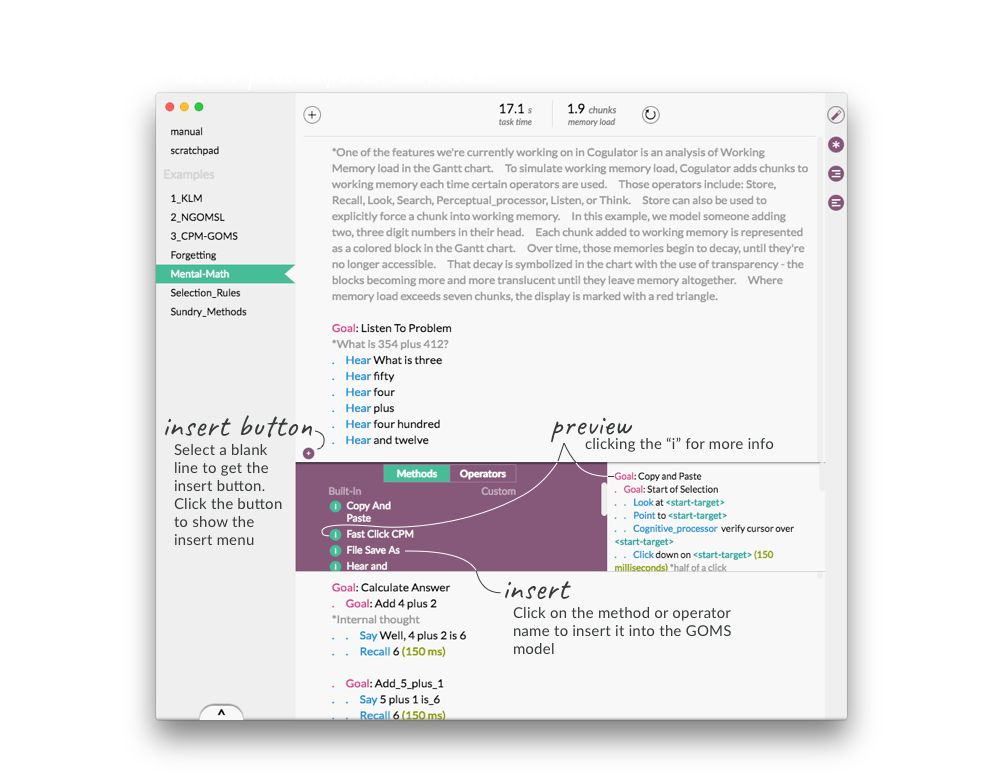 17.1 s
task time
1.9 chunks
memory load
manual
scratchpad
Examples
1_KLM
2_NGOMSL
3_CPM-GOMS
Forgetting
Mental-Math
Selection_Rules
Sundry_Methods
*One of the features we're currently working on in Cogulator is an analysis of Working
Memory load in the Gantt chart. To simulate working memory load, Cogulator adds chunks to
working memory each time certain operators are used. Those operators include: Store,
Recall, Look, Search, Perceptual_processor, Listen, or Think. Store can also be used to
explicitly force a chunk into working memory. In this example, we model someone adding
two, three digit numbers in their head. Each chunk added to working memory is represented
as a colored block in the Gantt chart. Over time, those memories begin to decay, until they're
no longer accessible. That decay is symbolized in the chart with the use of transparency - the
blocks becoming more and more translucent until they leave memory altogether. Where
memory load exceeds seven chunks, the display is marked with a red triangle.
Goal: Listen To Problem
*What is 354 plus 412?
. Hear What is three
. Hear fifty
. Hear four
. Hear plus
. Hear four hundred
. Hear and twelve
insert button
Select a blank
line to get the
insert button.
Click the button
to show the
insert menu
preview
clicking the “i” for more info
Methods Operators
Built-In Custom
i Copy And
Paste
i Fast Click CPM
i File Save As
i Hear and
Goal: Copy and Paste
. Goal: Start of Selection
. . Look at <start-target>
. . Point to <start-target>
. . Cognitive_processor verify cursor over
<start-target>
. . Click down on <start-target> (150
milliseconds) *half of a click
insert
Click on the method or operator
name to insert it into the GOMS
model
Goal: Calculate Answer
. Goal: Add 4 plus 2
*Internal thought
. . Say Well, 4 plus 2 is 6
. . Recall 6 (150 ms)
. Goal: Add_5_plus_1
. . Say 5 plus 1 is_6
. . Recall 6 (150 ms)